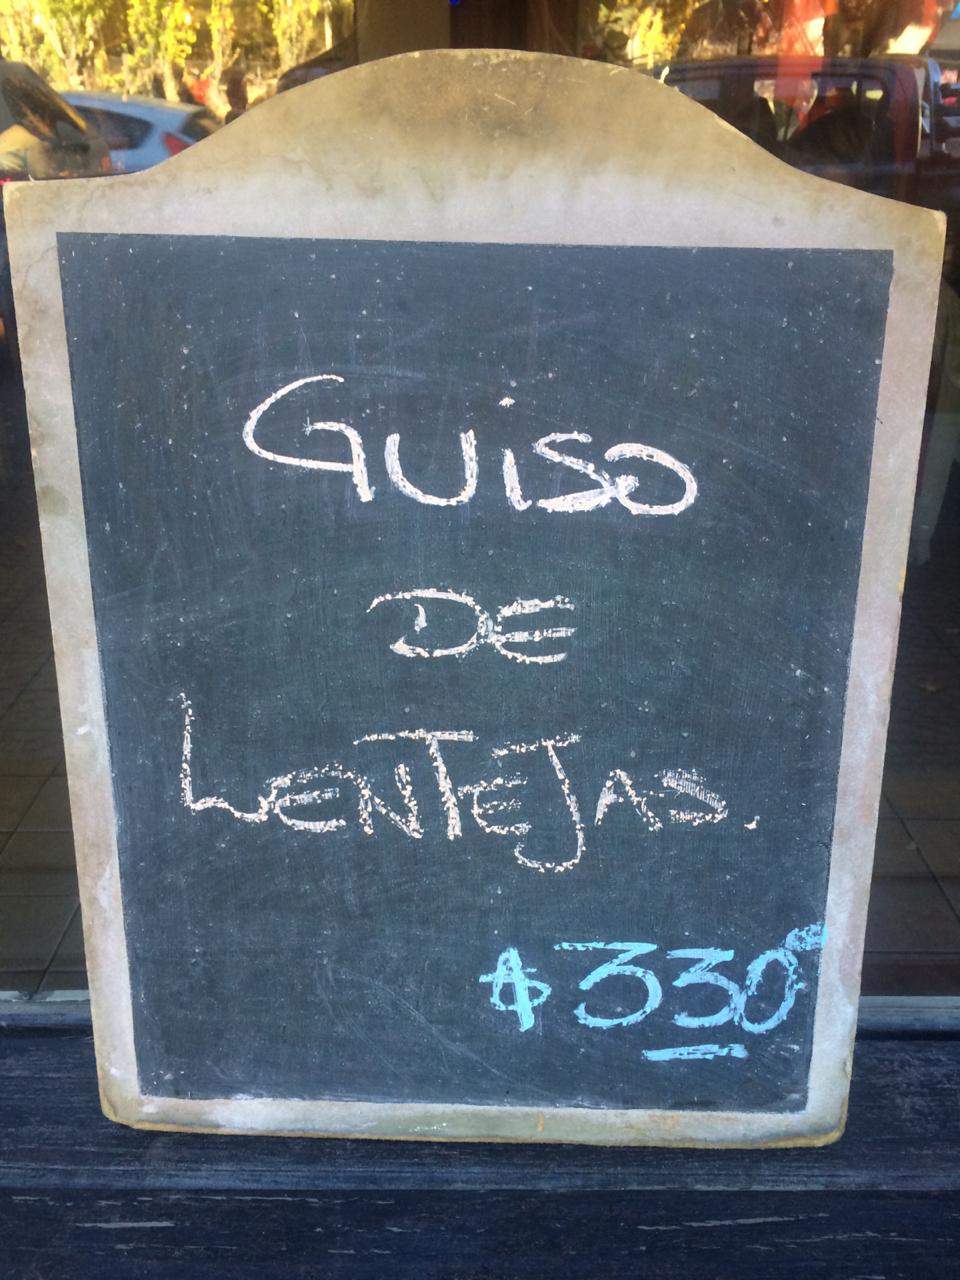 GUISO
DE
LENTEJAS.
$ 330